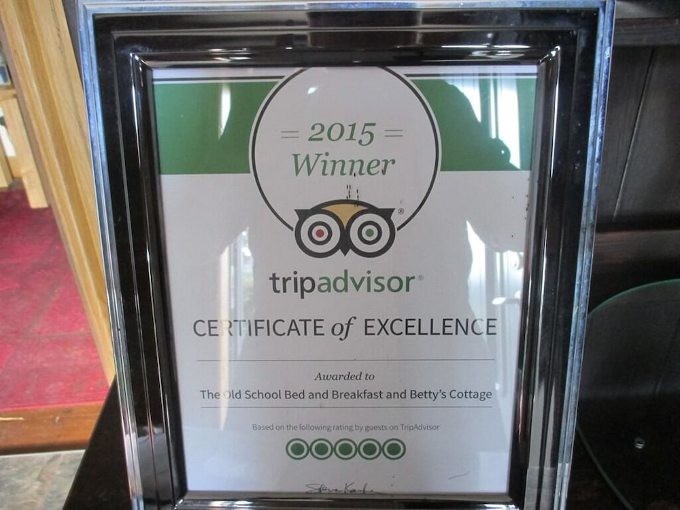 = 2015 =
Winner
tripadvisor®
CERTIFICATE of EXCELLENCE
Awarded to
The Old School Bed and Breakfast and Betty's Cottage
Based on the following rating by guests on TripAdvisor